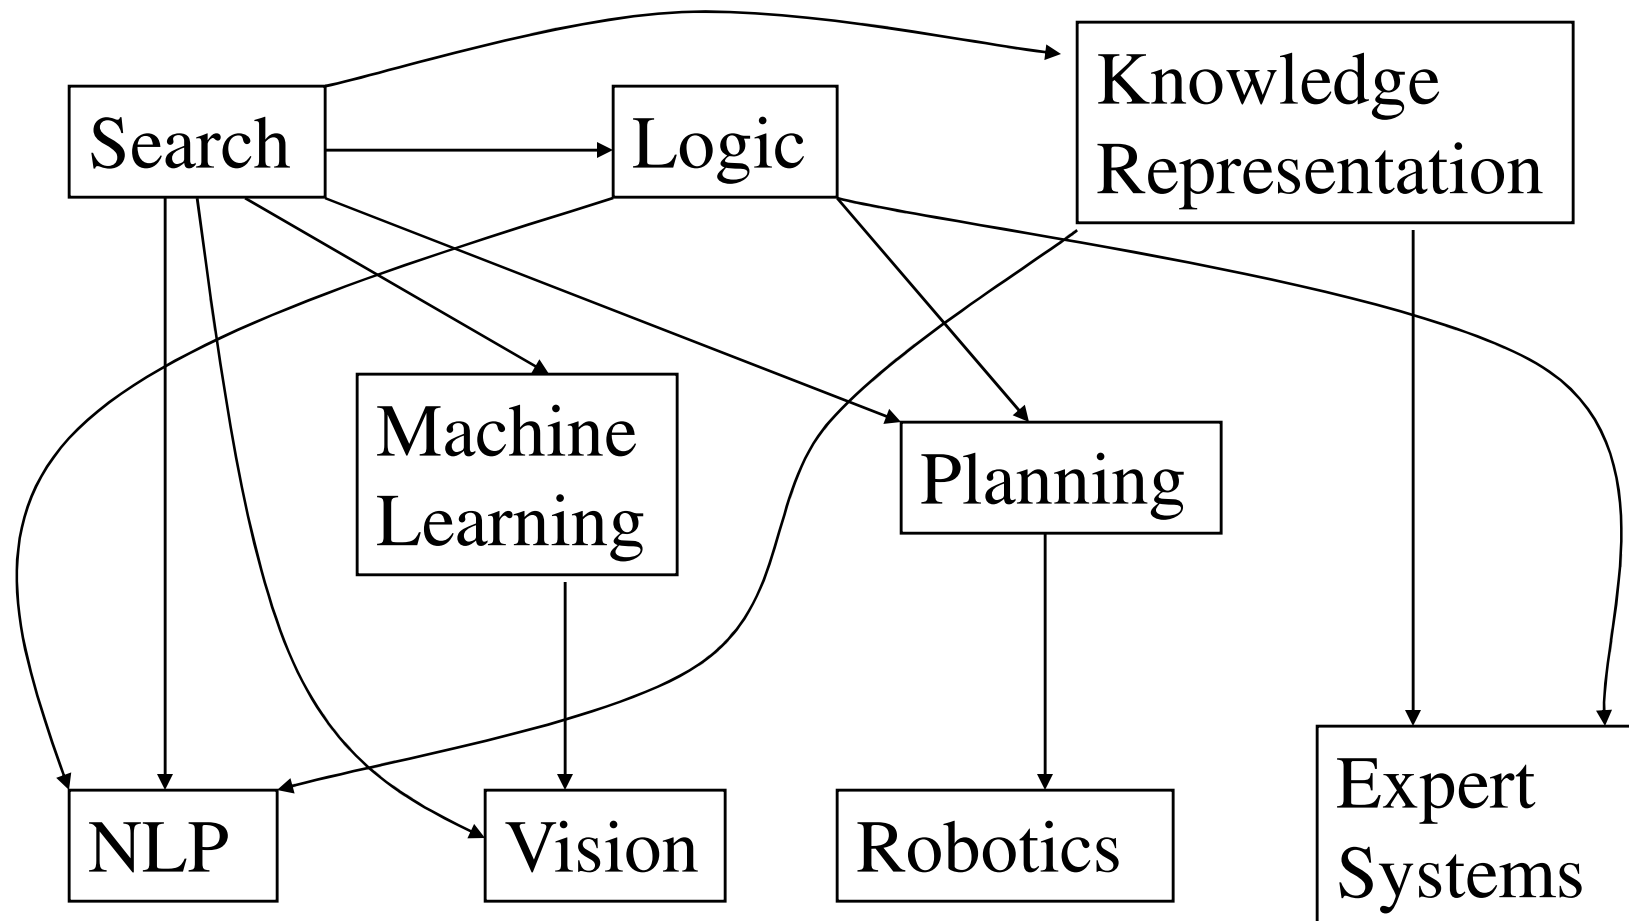 Search
Logic
Knowledge
Representation
Machine
Learning
Planning
NLP
Vision
Robotics
Expert
Systems